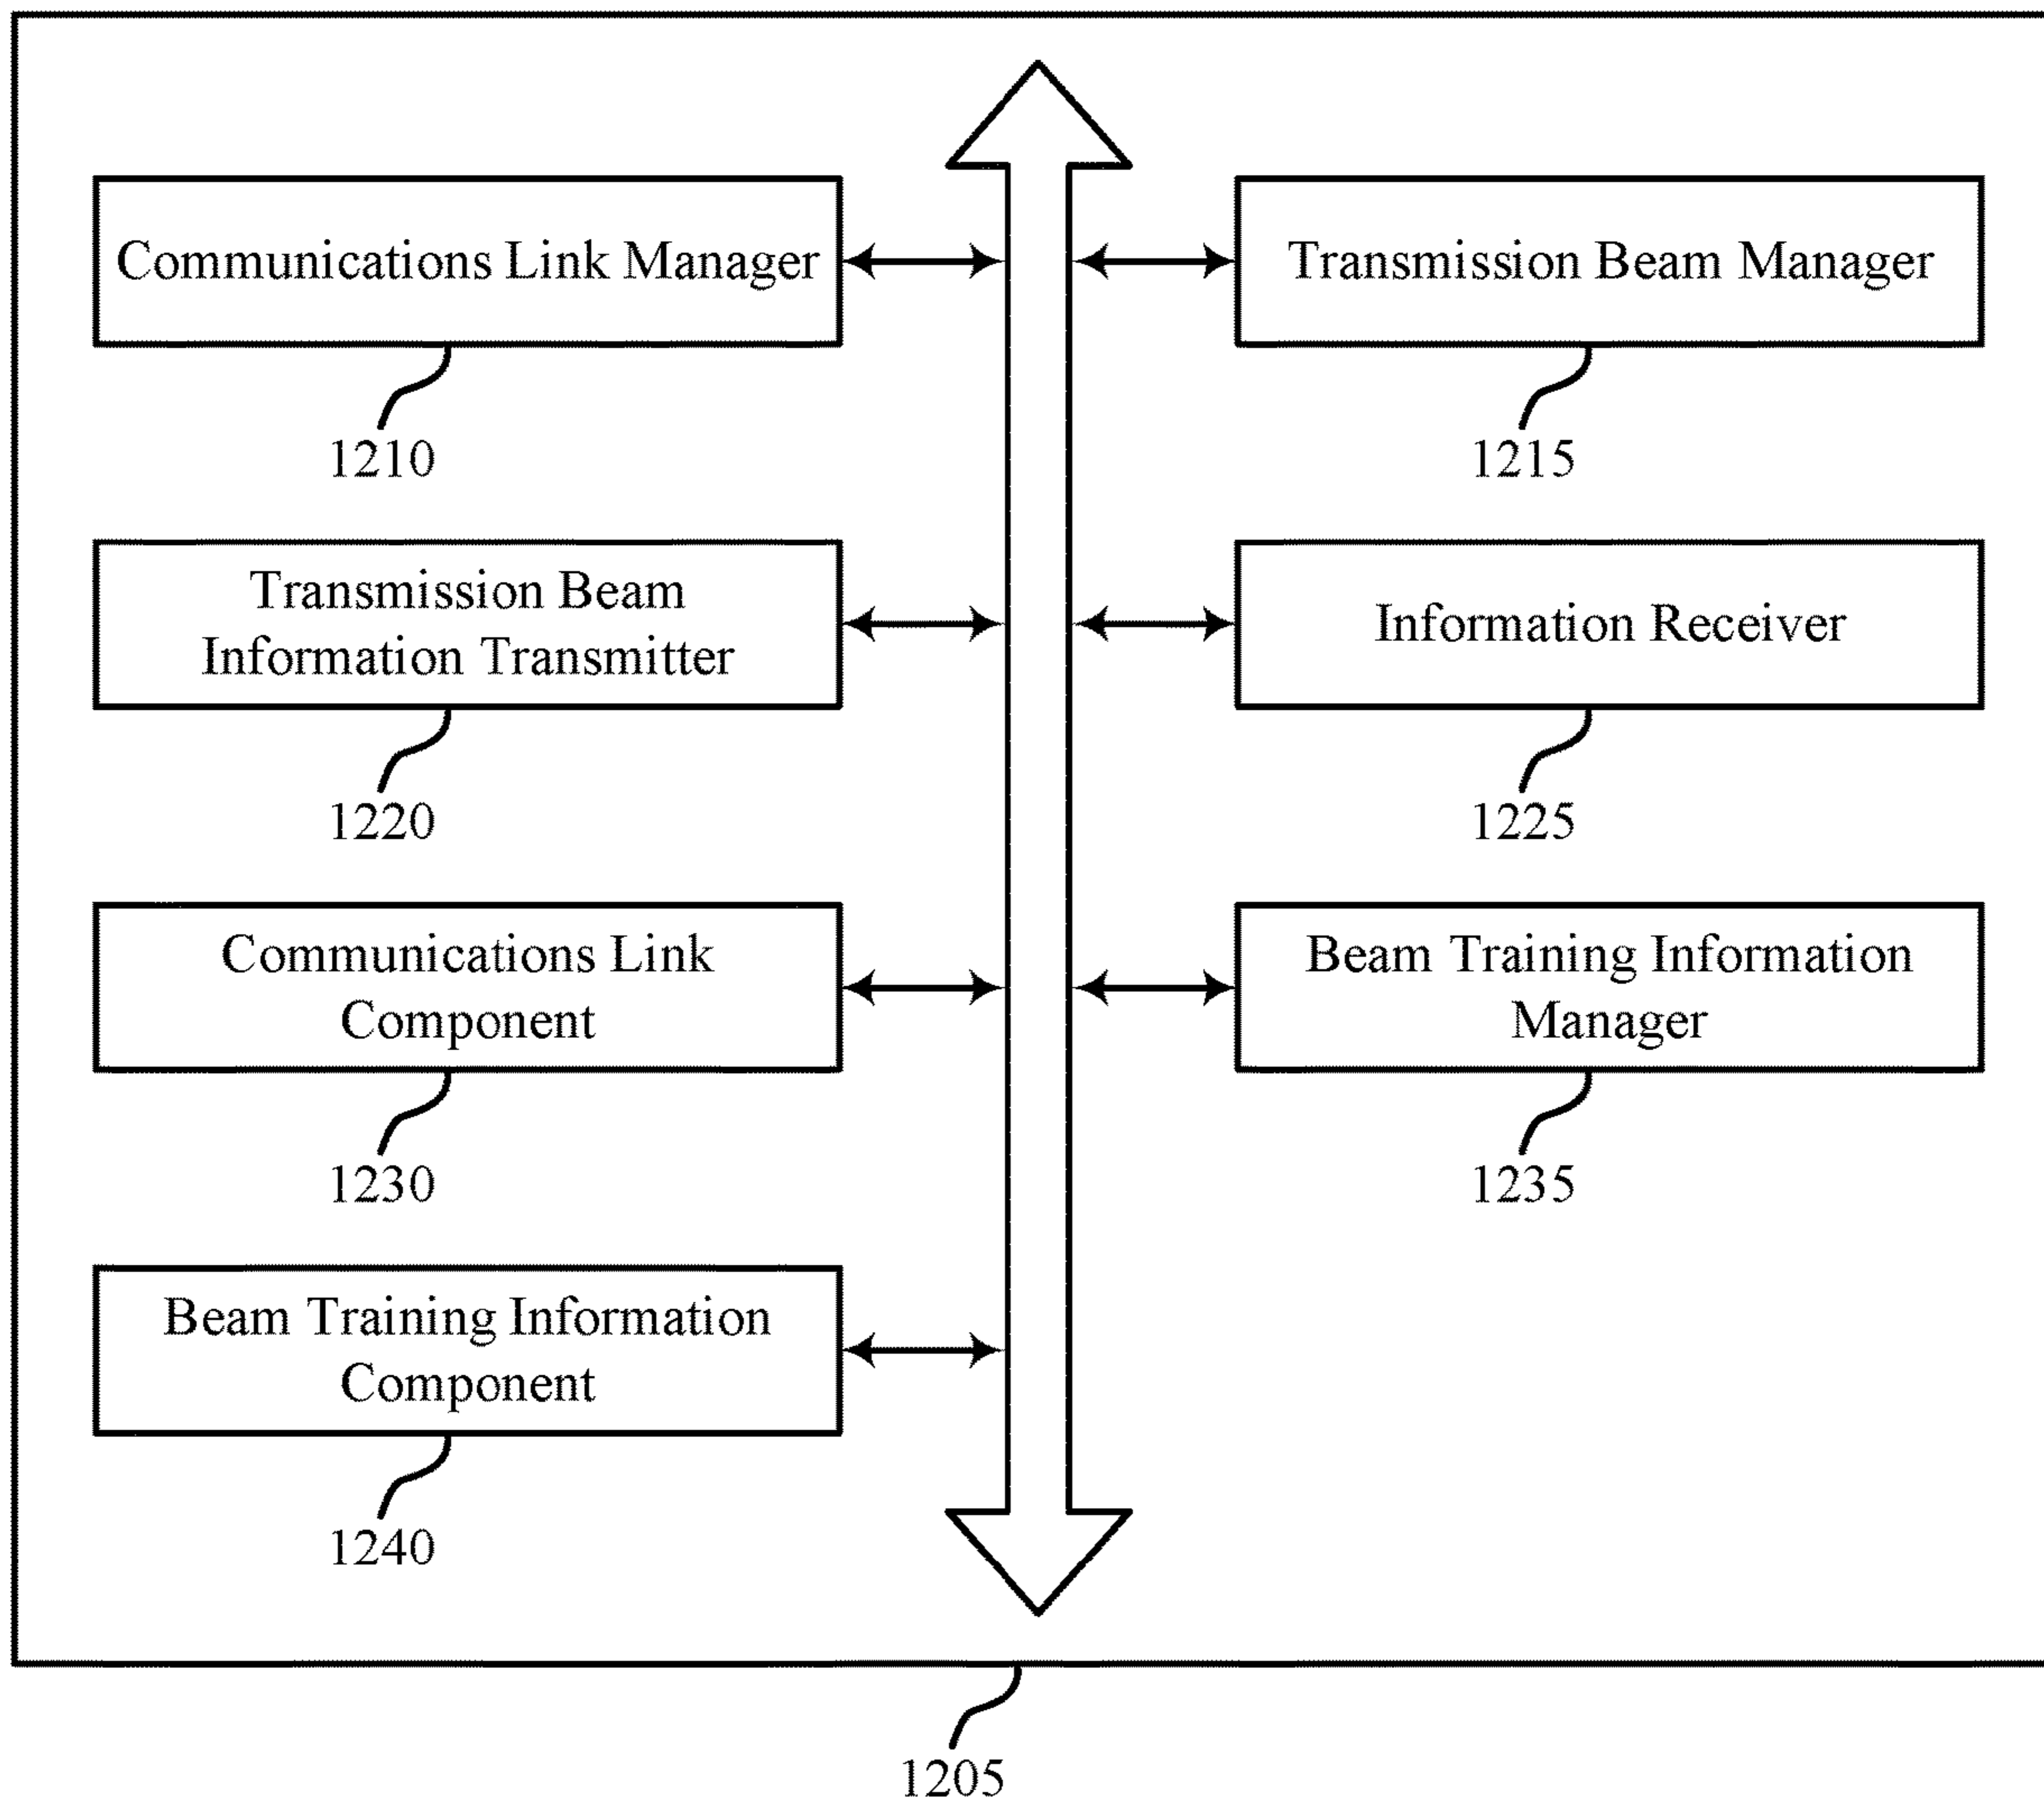 Communications Link Manager
Transmission Beam Manager
1210
1215
Transmission Beam
Information Transmitter
Information Receiver
1220
1225
Communications Link
Component
Beam Training Information
Manager
1230
1235
Beam Training Information
Component
1240
1205